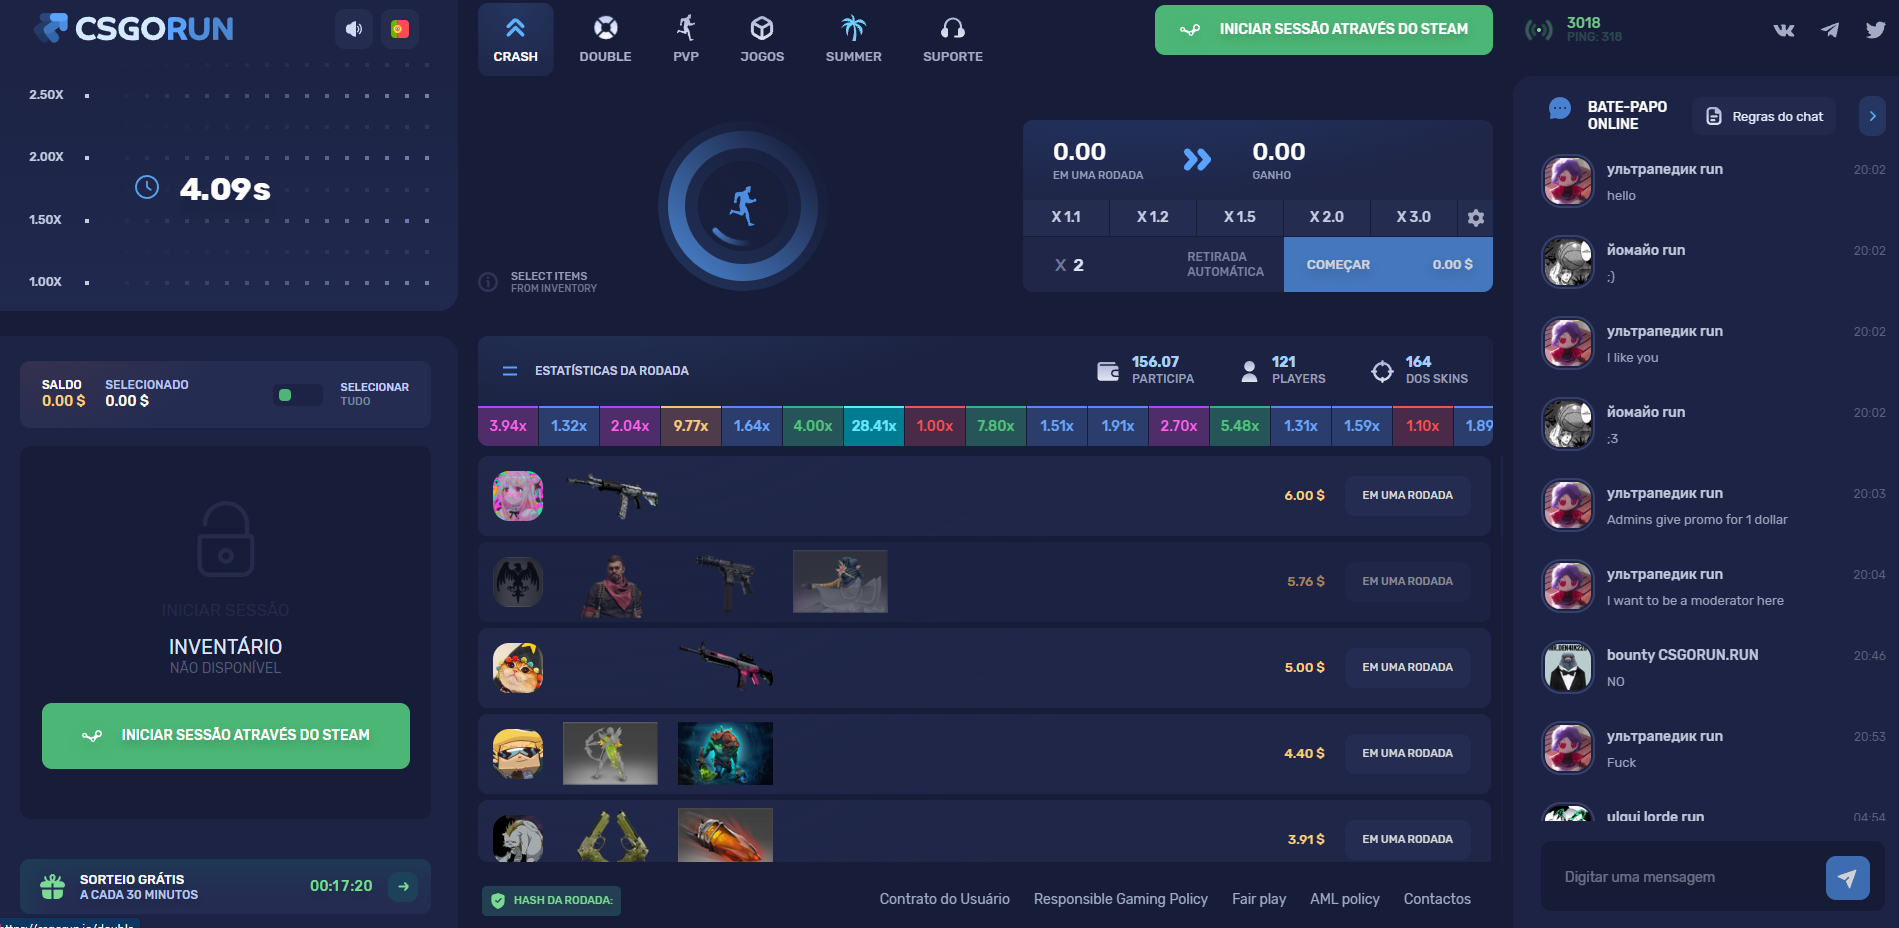 CSGORUN
CRASH
DOUBLE
PVP
JOGOS
SUMMER
SUPORTE
INICIAR SESSÃO ATRAVÉS DO STEAM
3018
PING: 318
2.50X
2.00X
1.50X
1.00X
4.09s
SELECT ITEMS
FROM INVENTORY
0.00
EM UMA RODADA
0.00
GANHO
X 1.1
X 1.2
X 1.5
X 2.0
X 3.0
X 2
RETIRADA
AUTOMÁTICA
COMEÇAR
0.00 $
SALDO
0.00 $
SELECIONADO
0.00 $
SELECIONAR
TUDO
INICIAR SESSÃO
INVENTÁRIO
NÃO DISPONÍVEL
INICIAR SESSÃO ATRAVÉS DO STEAM
SORTEIO GRÁTIS
A CADA 30 MINUTOS
00:17:20
ESTATÍSTICAS DA RODADA
156.07
PARTICIPA
121
PLAYERS
164
DOS SKINS
3.94x
1.32x
2.04x
9.77x
1.64x
4.00x
28.41x
1.00x
7.80x
1.51x
1.91x
2.70x
5.48x
1.31x
1.59x
1.10x
1.89
6.00 $
EM UMA RODADA
5.76 $
EM UMA RODADA
5.00 $
EM UMA RODADA
4.40 $
EM UMA RODADA
3.91 $
EM UMA RODADA
HASH DA RODADA:
Contrato do Usuário
Responsible Gaming Policy
Fair play
AML policy
Contactos
BATE-PAPO
ONLINE
Regras do chat
ультрапедик run
20:02
hello
йомайо run
20:02
;)
ультрапедик run
20:02
I like you
йомайо run
20:02
;3
ультрапедик run
20:03
Admins give promo for 1 dollar
ультрапедик run
20:04
I want to be a moderator here
bounty CSGORUN.RUN
20:46
NO
ультрапедик run
20:53
Fuck
ulqui lorde run
04:54
Digitar uma mensagem